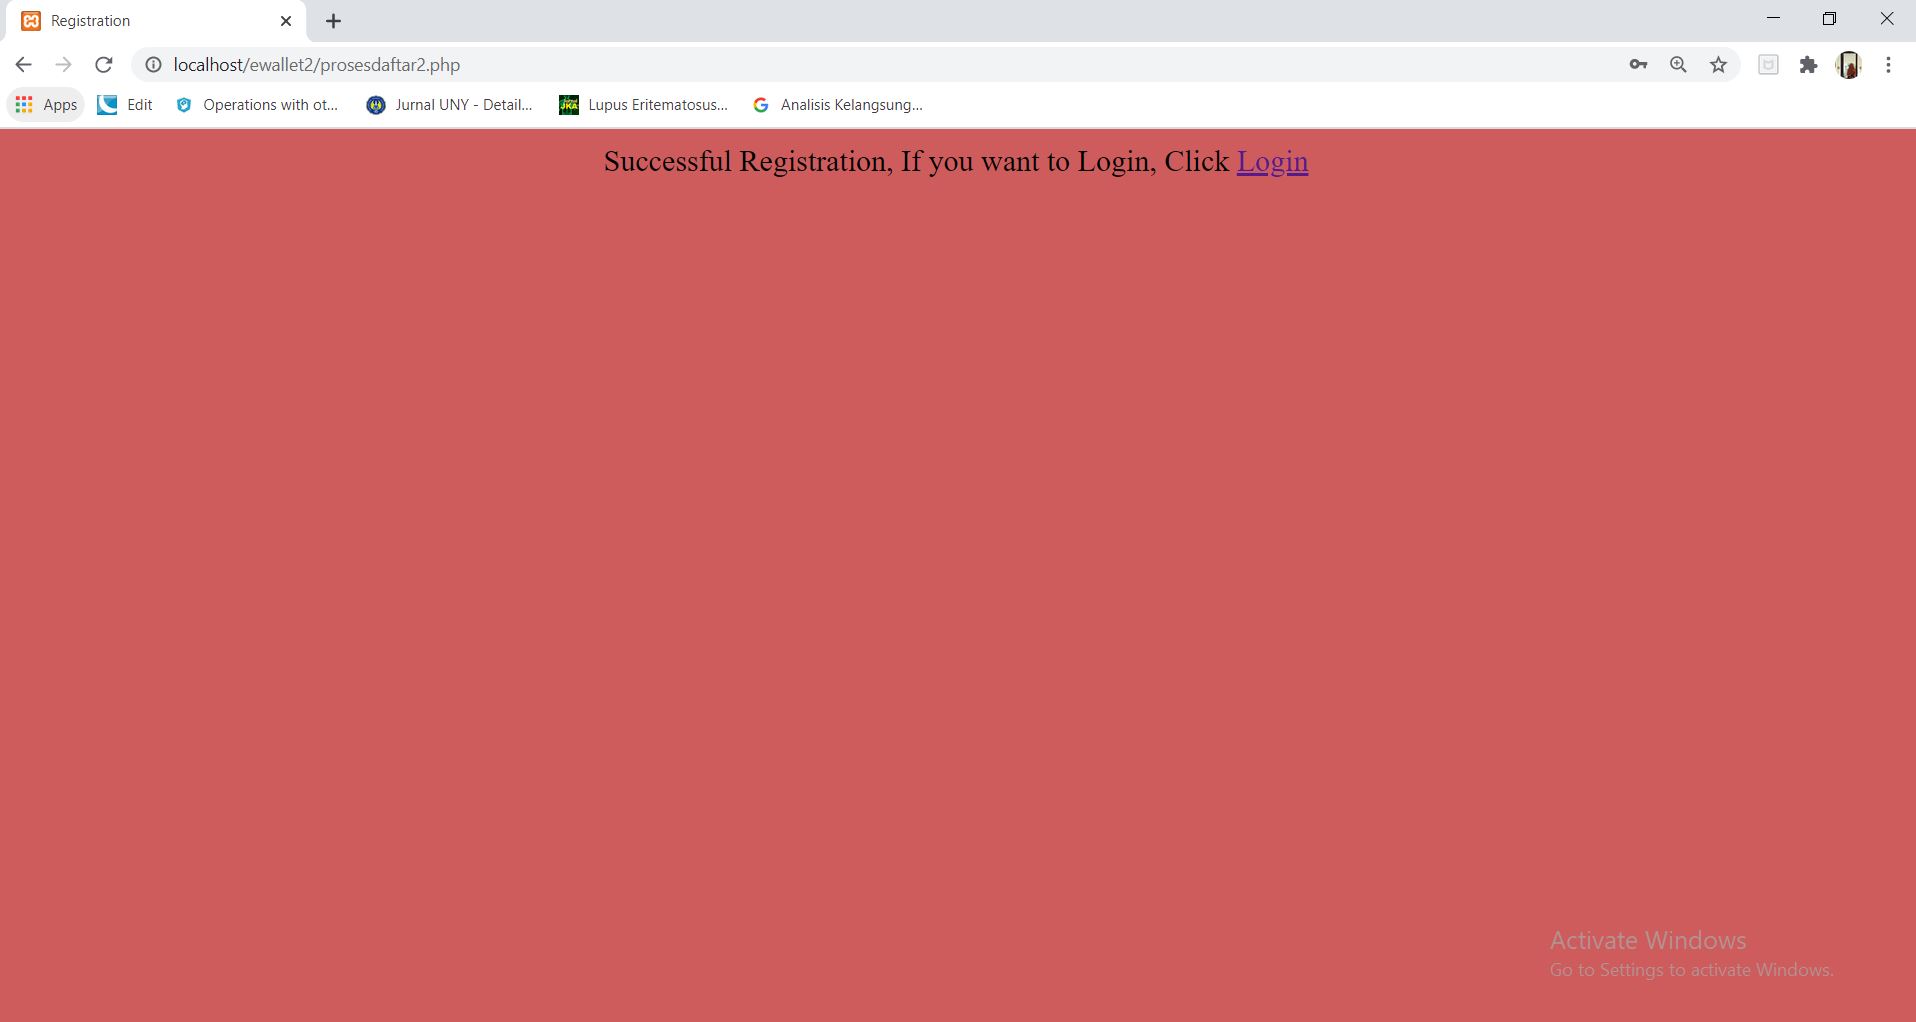 Registration
localhost/ewallet2/prosesdaftar2.php
Apps Edit Operations with ot... Jurnal UNY - Detail... JKA Lupus Eritematosus... Analisis Kelangsung...
Successful Registration, If you want to Login, Click Login
Activate Windows
Go to Settings to activate Windows.